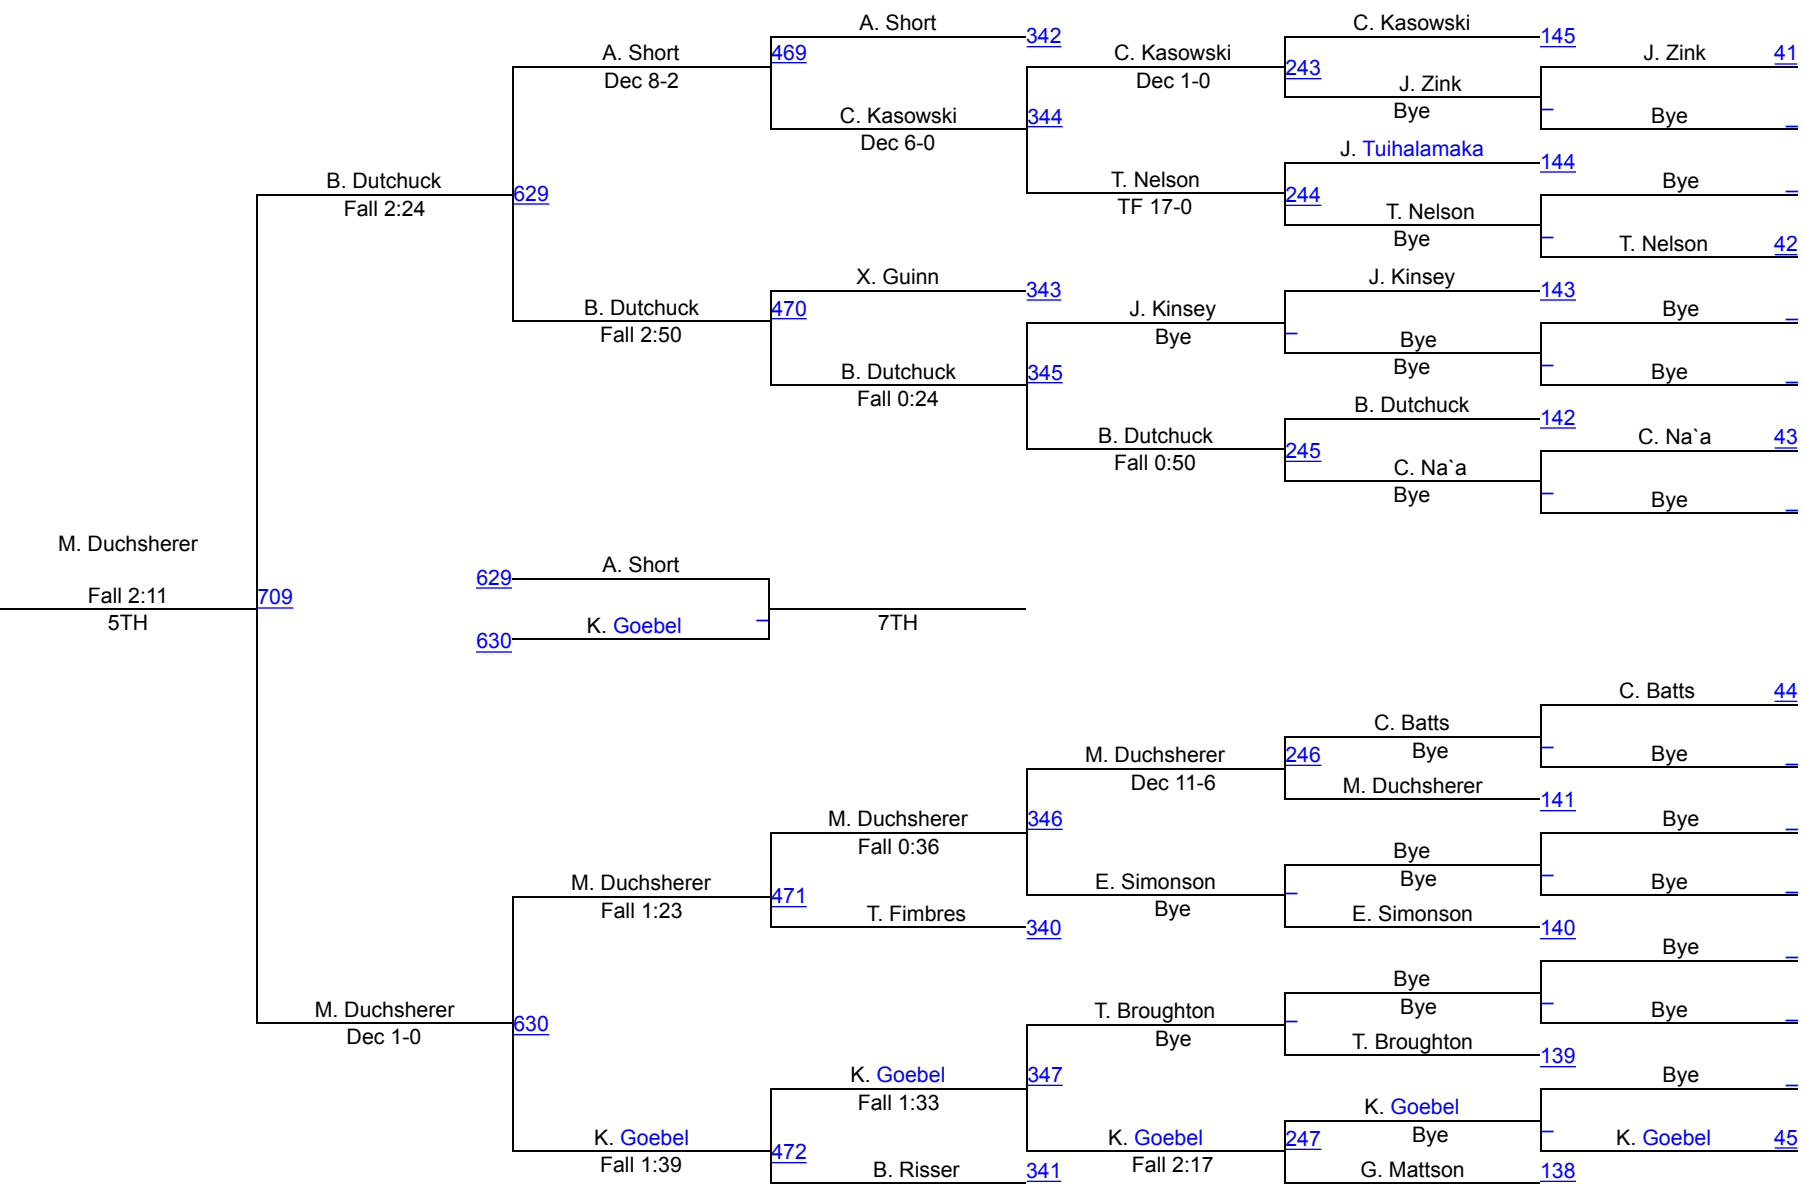 A. Short
342
C. Kasowski
145
469
A. Short
Dec 8-2
C. Kasowski
Dec 1-0
243
J. Zink
41
J. Zink
Bye
C. Kasowski
Dec 6-0
344
Bye
J. Tuihalamaka
144
B. Dutchuck
Fall 2:24
629
T. Nelson
TF 17-0
244
Bye
T. Nelson
Bye
T. Nelson
42
X. Guinn
343
J. Kinsey
143
B. Dutchuck
Fall 2:50
470
J. Kinsey
Bye
Bye
Bye
Bye
B. Dutchuck
Fall 0:24
345
Bye
B. Dutchuck
142
B. Dutchuck
Fall 0:50
245
C. Na`a
43
C. Na`a
Bye
Bye
M. Duchsherer
Fall 2:11
5TH
709
629
A. Short
630
K. Goebel
7TH
C. Batts
44
C. Batts
Bye
M. Duchsherer
Dec 11-6
246
Bye
M. Duchsherer
141
M. Duchsherer
Fall 0:36
346
Bye
Bye
Bye
M. Duchsherer
Fall 1:23
471
E. Simonson
Bye
Bye
T. Fimbres
340
E. Simonson
140
Bye
Bye
Bye
M. Duchsherer
Dec 1-0
630
T. Broughton
Bye
Bye
T. Broughton
139
K. Goebel
Fall 1:33
347
Bye
K. Goebel
Bye
K. Goebel
Fall 1:39
472
K. Goebel
Fall 2:17
247
K. Goebel
45
B. Risser
341
G. Mattson
138